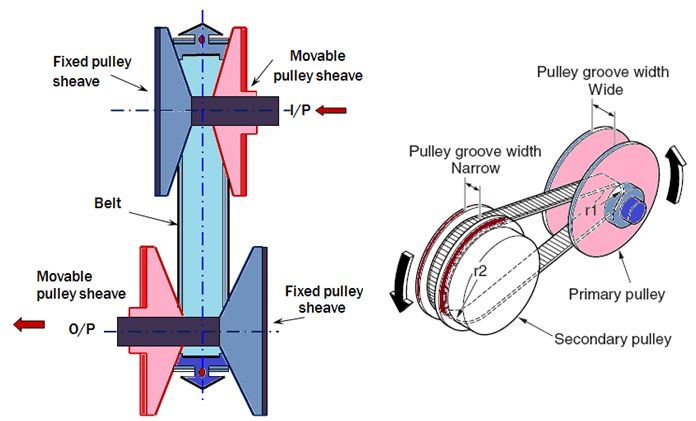 Fixed pulley
sheave
Movable
pulley sheave
I/P
Belt
Movable
pulley sheave
O/P
Fixed pulley
sheave
Pulley groove width
Wide
Pulley groove width
Narrow
r1
r2
Primary pulley
Secondary pulley